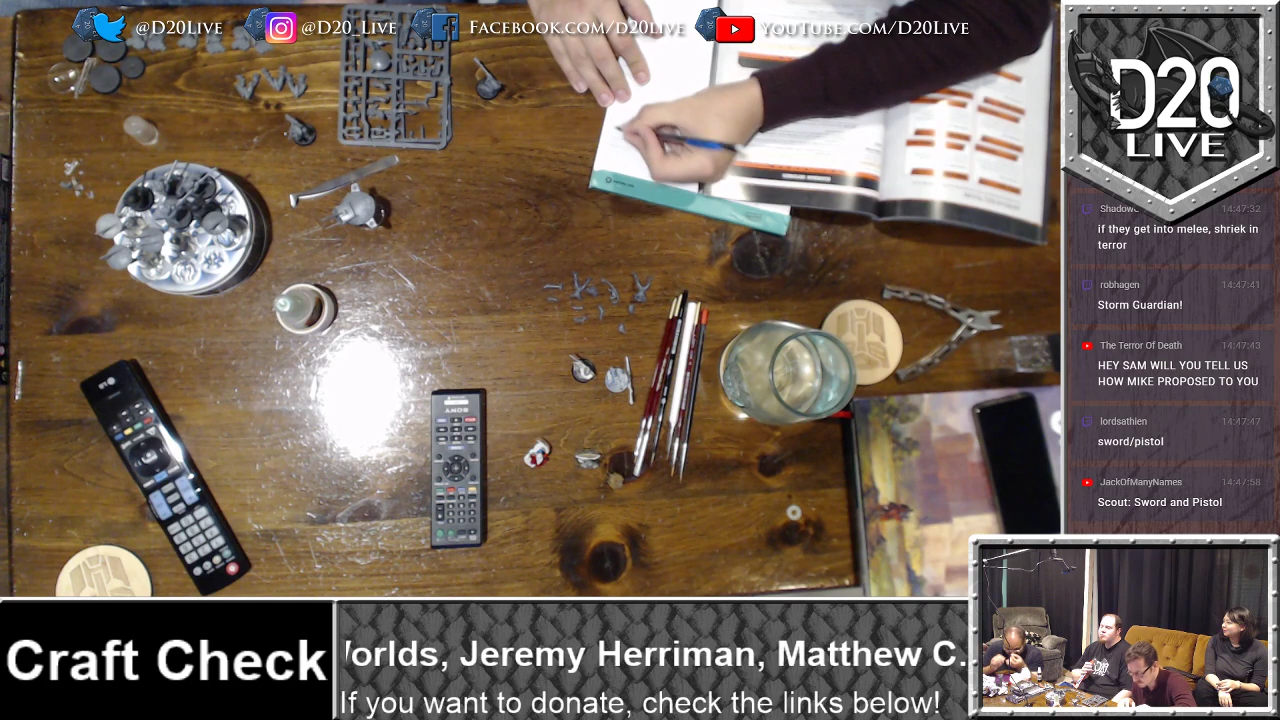 @D20Live
@D20_Live
Facebook.com/d20live
YouTube.com/D20Live
D20
LIVE
Shadow 14:47:32
if they get into melee, shriek in
terror
robhagen 14:47:41
Storm Guardian!
The Terror Of Death 14:47:43
HEY SAM WILL YOU TELL US
HOW MIKE PROPOSED TO YOU
lordsathien 14:47:47
sword/pistol
JackOfManyNames 14:47:58
Scout: Sword and Pistol
SONY
LG
Craft Check
orlds, Jeremy Herriman, Matthew C.
If you want to donate, check the links below!